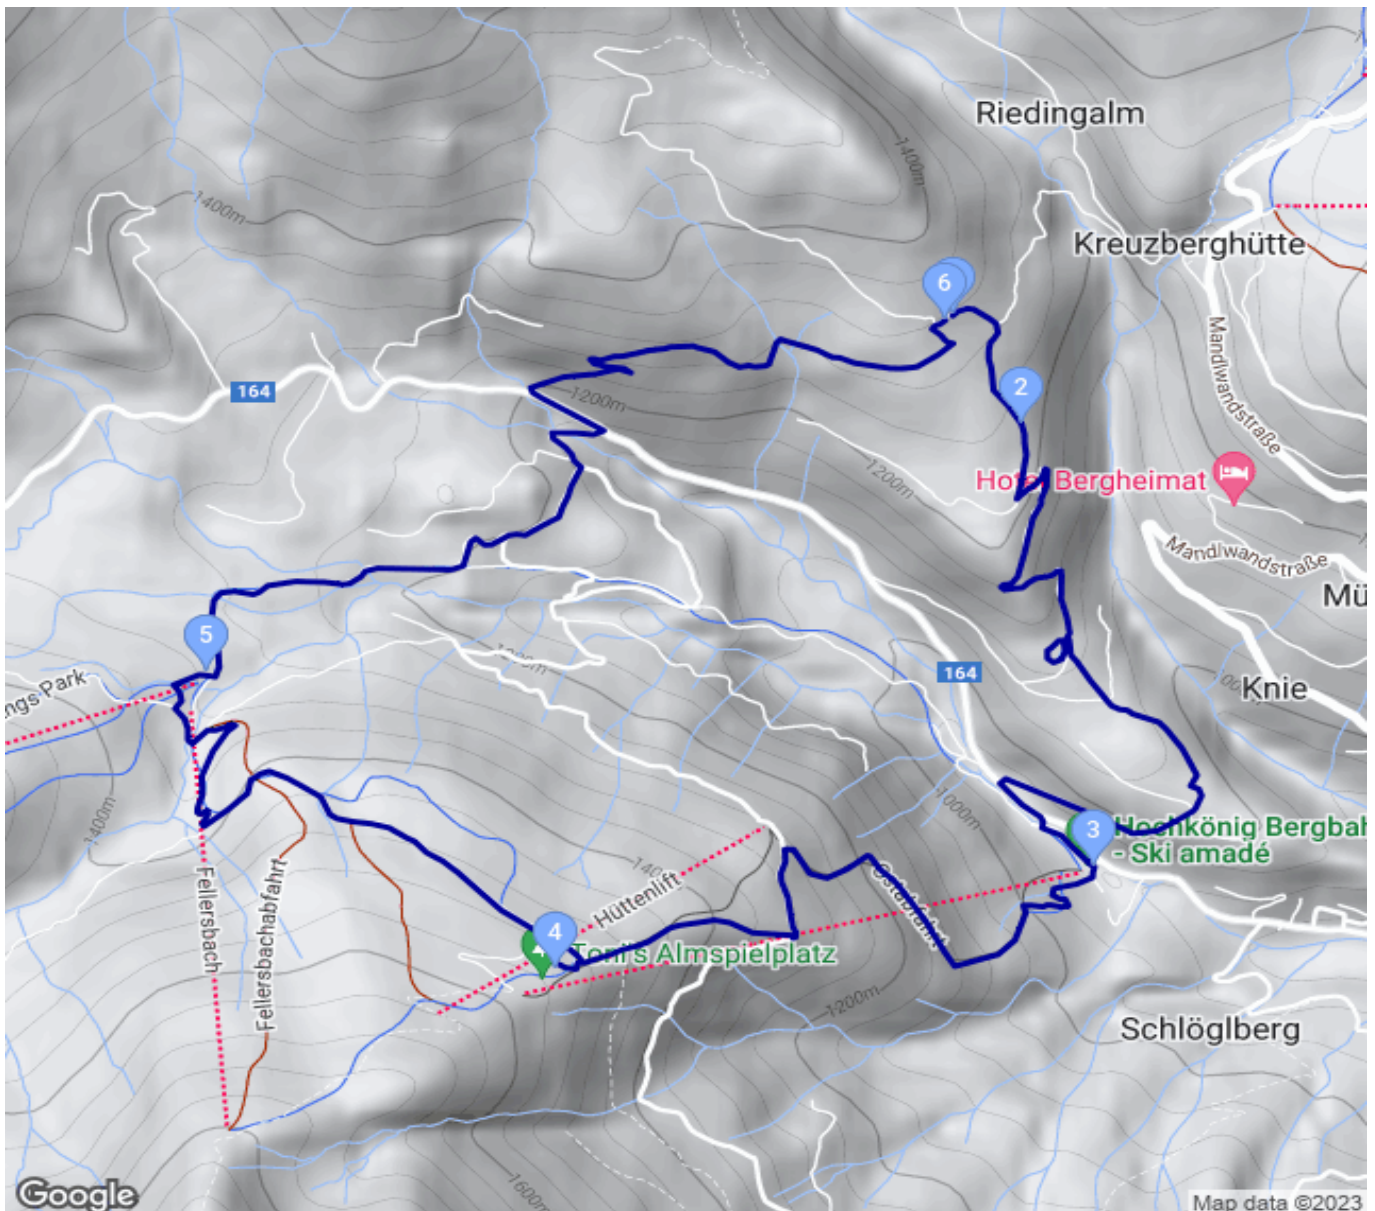 Riedingalm
1400m
1400m
Kreuzberghütte
6
Mandlwandstraße
164
2
1200m
1200m
Hotel Bergheimat
Mandlwandstraße
Mü
5
164
Knie
ngs Park
1000m
1400m
3
Hochkönig Bergbah
- Ski amadé
Hüttenlift
Ostabfahrt
Fellersbach
Fellersbachabfahrt
4
Toni's Almspielplatz
1200m
Schlöglberg
1600m
Google
Map data ©2023